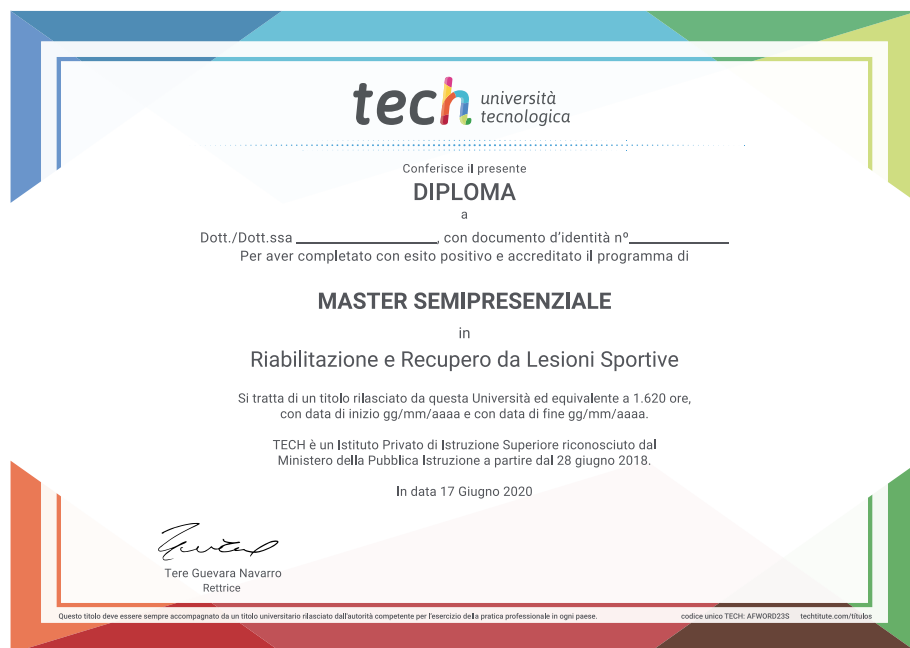 tech università
tecnologica
Conferisce il presente
DIPLOMA
a
Dott./Dott.ssa ________________, con documento d'identità nº____________
Per aver completato con esito positivo e accreditato il programma di
MASTER SEMIPRESENZIALE
in
Riabilitazione e Recupero da Lesioni Sportive
Si tratta di un titolo rilasciato da questa Università ed equivalente a 1.620 ore,
con data di inizio gg/mm/aaaa e con data di fine gg/mm/aaaa.
TECH è un Istituto Privato di Istruzione Superiore riconosciuto dal
Ministero della Pubblica Istruzione a partire dal 28 giugno 2018.
In data 17 Giugno 2020
Tere Guevara Navarro
Rettrice
Questo titolo deve essere sempre accompagnato da un titolo universitario rilasciato dall'autorità competente per l'esercizio della pratica professionale in ogni paese. codice unico TECH: AFWORD23S techtitute.com/títulos